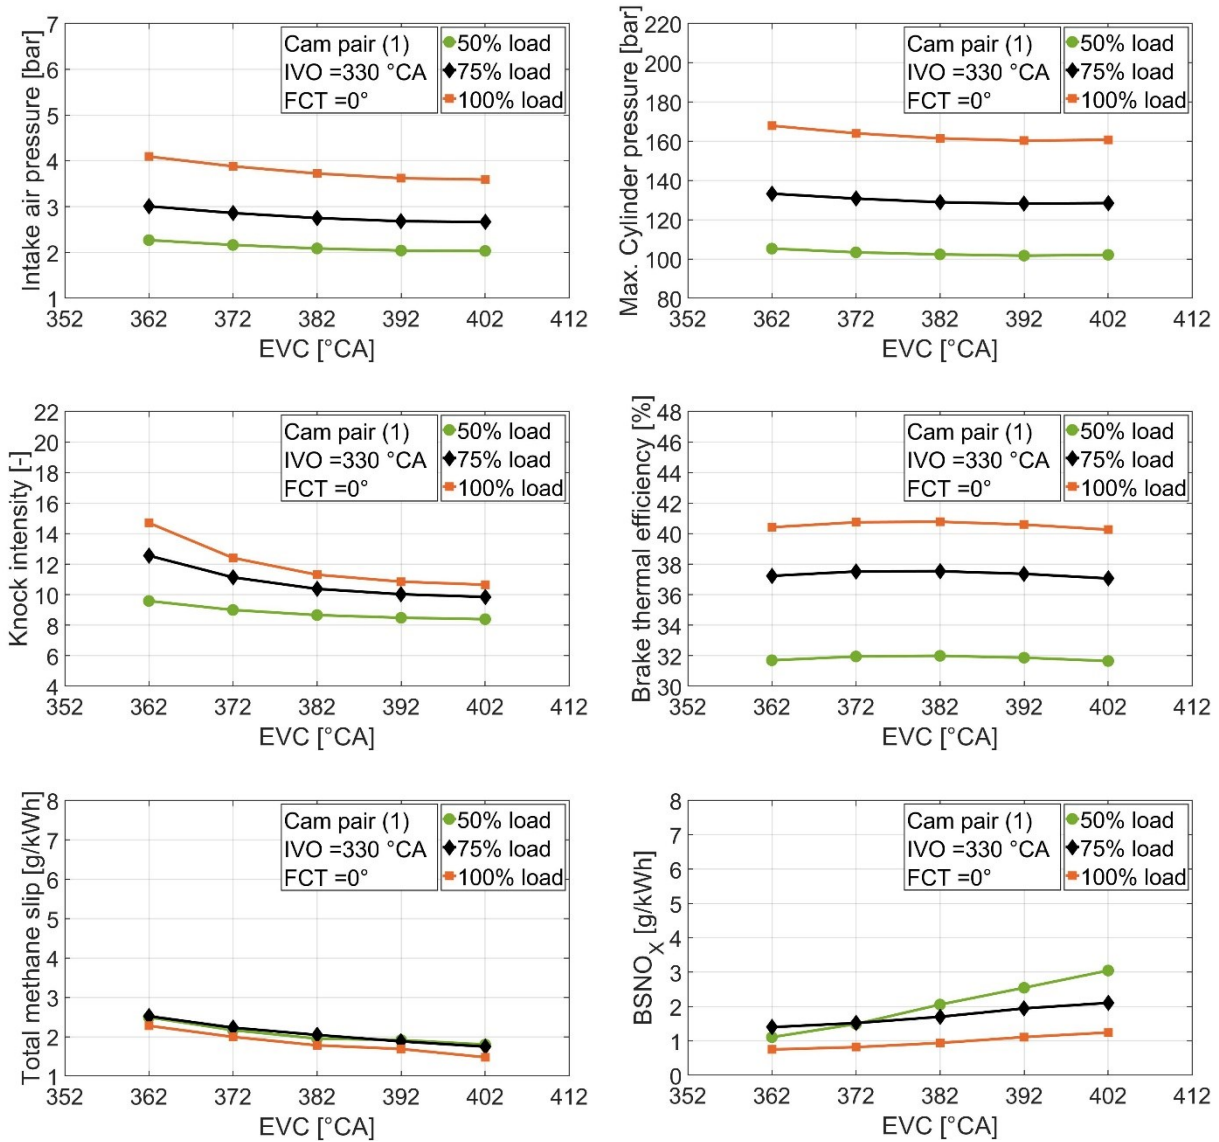 Intake air pressure [bar]
7
6
5
4
3
2
1
Cam pair (1)
IVO =330 °CA
FCT =0°
50% load
75% load
100% load
352 362 372 382 392 402 412
EVC [°CA]
Max. Cylinder pressure [bar]
220
200
180
160
140
120
100
80
Cam pair (1)
IVO =330 °CA
FCT =0°
50% load
75% load
100% load
352 362 372 382 392 402 412
EVC [°CA]
Knock intensity [-]
22
20
18
16
14
12
10
8
6
4
Cam pair (1)
IVO =330 °CA
FCT =0°
50% load
75% load
100% load
352 362 372 382 392 402 412
EVC [°CA]
Brake thermal efficiency [%]
48
46
44
42
40
38
36
34
32
30
Cam pair (1)
IVO =330 °CA
FCT =0°
50% load
75% load
100% load
352 362 372 382 392 402 412
EVC [°CA]
Total methane slip [g/kWh]
8
7
6
5
4
3
2
1
Cam pair (1)
IVO =330 °CA
FCT =0°
50% load
75% load
100% load
352 362 372 382 392 402 412
EVC [°CA]
BSNOX [g/kWh]
8
7
6
5
4
3
2
1
0
Cam pair (1)
IVO =330 °CA
FCT =0°
50% load
75% load
100% load
352 362 372 382 392 402 412
EVC [°CA]